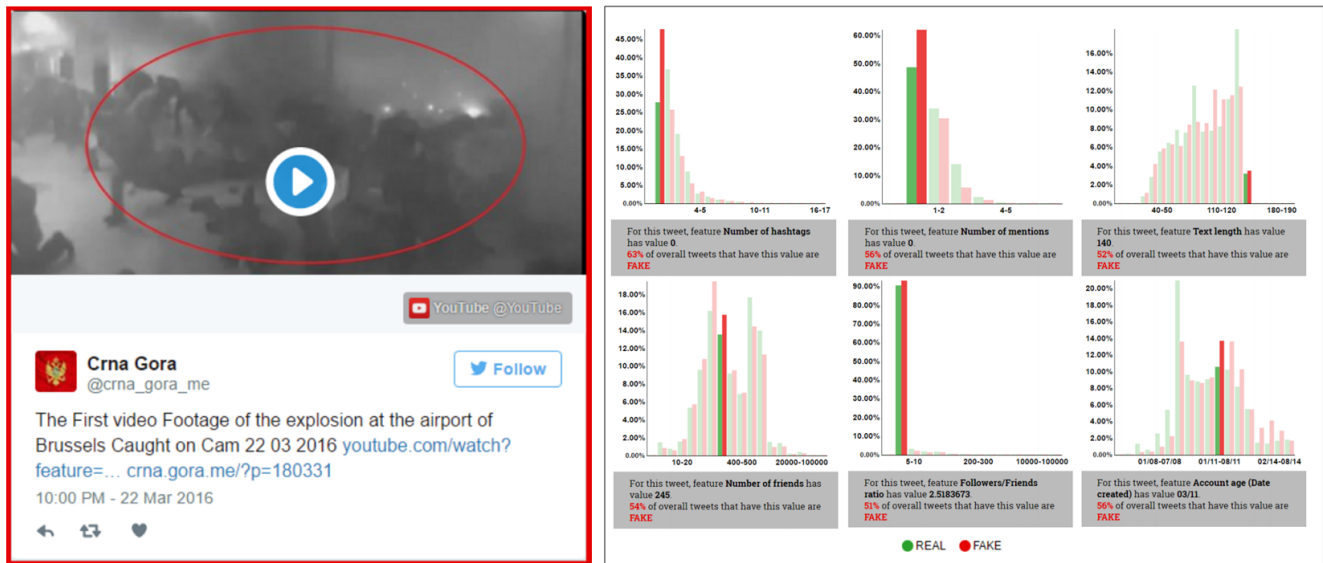 YouTube @YouTube
Crna Gora
@crna_gora_me
Follow
The First video Footage of the explosion at the airport of
Brussels Caught on Cam 22 03 2016 youtube.com/watch?
feature=… crna.gora.me/?p=180331
10:00 PM - 22 Mar 2016
45.00%
40.00%
35.00%
30.00%
25.00%
20.00%
15.00%
10.00%
5.00%
0.00%
4-5 10-11 16-17
For this tweet, feature Number of hashtags
has value 0.
63% of overall tweets that have this value are
FAKE
60.00%
50.00%
40.00%
30.00%
20.00%
10.00%
0.00%
1-2 4-5
For this tweet, feature Number of mentions
has value 0.
56% of overall tweets that have this value are
FAKE
16.00%
14.00%
12.00%
10.00%
8.00%
6.00%
4.00%
2.00%
0.00%
40-50 110-120 180-190
For this tweet, feature Text length has value
140.
52% of overall tweets that have this value are
FAKE
18.00%
16.00%
14.00%
12.00%
10.00%
8.00%
6.00%
4.00%
2.00%
0.00%
10-20 400-500 20000-100000
For this tweet, feature Number of friends has
value 245.
54% of overall tweets that have this value are
FAKE
90.00%
80.00%
70.00%
60.00%
50.00%
40.00%
30.00%
20.00%
10.00%
0.00%
5-10 200-300 10000-100000
For this tweet, feature Followers/Friends
ratio has value 2.5183673.
51% of overall tweets that have this value are
FAKE
20.00%
15.00%
10.00%
5.00%
0.00%
01/08-07/08 01/11-08/11 02/14-08/14
For this tweet, feature Account age (Date
created) has value 03/11.
56% of overall tweets that have this value are
FAKE
REAL FAKE